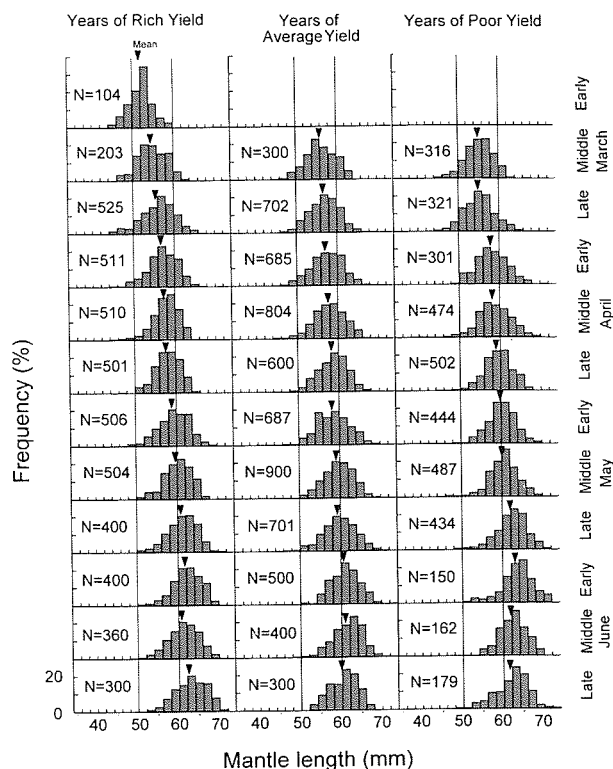 Years of Rich Yield
Years of Average Yield
Years of Poor Yield
Mean
N=104
Early
N=203
N=300
N=316
Middle
March
N=525
N=702
N=321
Late
N=511
N=685
N=301
Early
N=510
N=804
N=474
Middle
April
N=501
N=600
N=502
Late
N=506
N=687
N=444
Early
N=504
N=900
N=487
Middle
May
N=400
N=701
N=434
Late
N=400
N=500
N=150
Early
N=360
N=400
N=162
Middle
June
N=300
N=300
N=179
Late
Frequency (%)
20
0
40 50 60 70
40 50 60 70
40 50 60 70
Mantle length (mm)